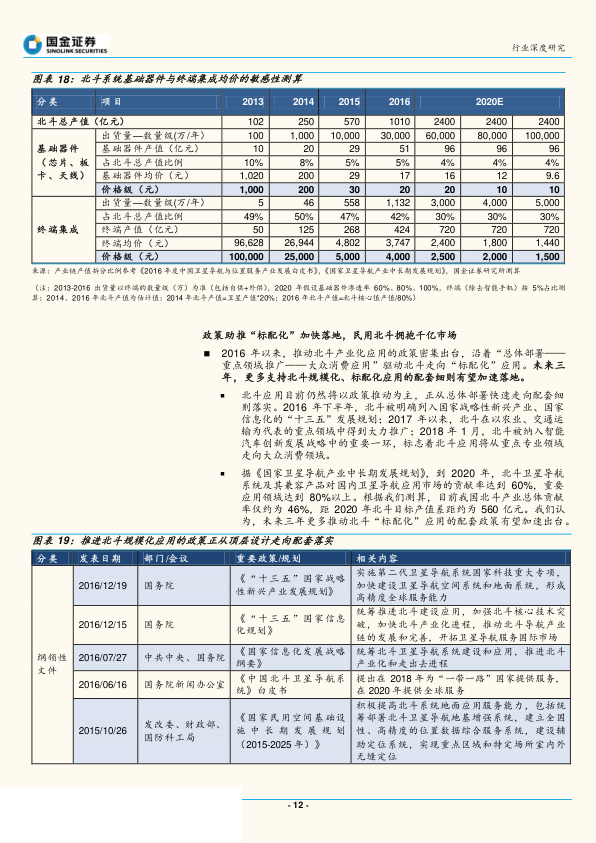 国金证券
SINOLINK SECURITIES
行业深度研究
图表 18：北斗系统基础器件与终端集成均价的敏感性测算
分类 项目 2013 2014 2015 2016 2020E
北斗总产值（亿元） 102 250 570 1010 2400 2400 2400
基础器件（芯片、板卡、天线） 出货量—数量级(万/年) 100 1,000 10,000 30,000 60,000 80,000 100,000
基础器件产值（亿元） 10 20 29 51 96 96 96
占北斗总产值比例 10% 8% 5% 5% 4% 4% 4%
基础器件均价（元） 1,020 200 29 17 16 12 9.6
价格级（元） 1,000 200 30 20 20 10 10
终端集成 出货量—数量级(万/年) 5 46 558 1,132 3,000 4,000 5,000
占北斗总产值比例 49% 50% 47% 42% 30% 30% 30%
终端产值（亿元） 50 125 268 424 720 720 720
终端均价（元） 96,628 26,944 4,802 3,747 2,400 1,800 1,440
价格级（元） 100,000 25,000 5,000 4,000 2,500 2,000 1,500
来源：产业链产值拆分比例参考《2016 年度中国卫星导航与位置服务产业发展白皮书》，《国家卫星导航产业中长期发展规划》，国金证券研究所测算
（注：2013-2016 出货量以终端的数量级（万）为准（包括自供+外供），2020 年假设基础器件渗透率 60%、80%、100%，终端（除去智能手机）按 5%占比测
算；2014、2016 年北斗产值为估计值：2014 年北斗产值=卫星产值*20%；2016 年北斗产值=北斗核心值产值/80%）
政策助推“标配化”加快落地，民用北斗拥抱千亿市场
■ 2016 年以来，推动北斗产业化应用的政策密集出台，沿着“总体部署——
重点领域推广——大众消费应用”驱动北斗走向“标配化”。未来三
年，更多支持北斗规模化、标配化应用的配套细则有望加速落地。
▪ 北斗应用目前仍然将以政策推动为主，正从总体部署快速走向配套细
则落实。2016 年下半年，北斗被明确列入国家战略性新兴产业、国家
信息化的“十三五”发展规划；2017 年以来，北斗在以农业、交通运
输为代表的重点领域中得到大力推广；2018 年 1 月，北斗被纳入智能
汽车创新发展战略中的重要一环，标志着北斗应用将从重点专业领域
走向大众消费领域。
▪ 据《国家卫星导航产业中长期发展规划》，到 2020 年，北斗卫星导航
系统及其兼容产品对国内卫星导航应用市场的贡献率达到 60%，重要
应用领域达到 80%以上。根据我们测算，目前我国北斗产业总体贡献
率仅约为 46%，距 2020 年北斗目标产值差距约为 560 亿元。我们认
为，未来三年更多推动北斗“标配化”应用的配套政策有望加速出台。
图表 19：推进北斗规模化应用的政策正从顶层设计走向配套落实
分类 发表日期 部门/会议 重要政策/规划 相关内容
纲领性文件
2016/12/19 国务院 《“十三五”国家战略性新兴产业发展规划》 实施第二代卫星导航系统国家科技重大专项，
加快建设卫星导航空间系统和地面系统，形成
高精度全球服务能力
2016/12/15 国务院 《“十三五”国家信息化规划》 统筹推进北斗建设应用，加强北斗核心技术突
破，加快北斗产业化进程，推动北斗导航产业
链的发展和完善，开拓卫星导航服务国际市场
2016/07/27 中共中央、国务院 《国家信息化发展战略纲要》 统筹北斗卫星导航系统建设和应用，推进北斗
产业化和走出去进程
2016/06/16 国务院新闻办公室 《中国北斗卫星导航系统》白皮书 提出在 2018 年为“一带一路”国家提供服务，
在 2020 年提供全球服务
2015/10/26 发改委、财政部、国防科工局 《国家民用空间基础设施中长期发展规划（2015-2025 年）》 积极提高北斗系统地面应用服务能力，包括统
筹部署北斗卫星导航地基增强系统，建立全国
性、高精度的位置数据综合服务系统，建设辅
助定位系统，实现重点区域和特定场所室内外
无缝定位
- 12 -